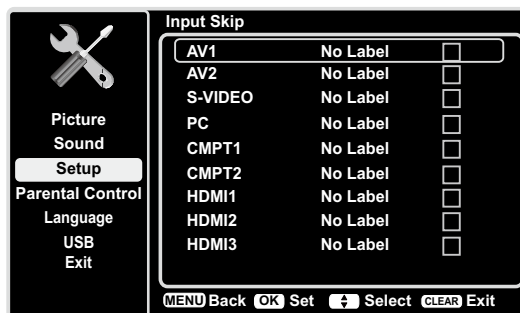 Input Skip
AV1 No Label
AV2 No Label
S-VIDEO No Label
PC No Label
CMPT1 No Label
CMPT2 No Label
HDMI1 No Label
HDMI2 No Label
HDMI3 No Label
Picture
Sound
Setup
Parental Control
Language
USB
Exit
MENU Back OK Set Select CLEAR Exit